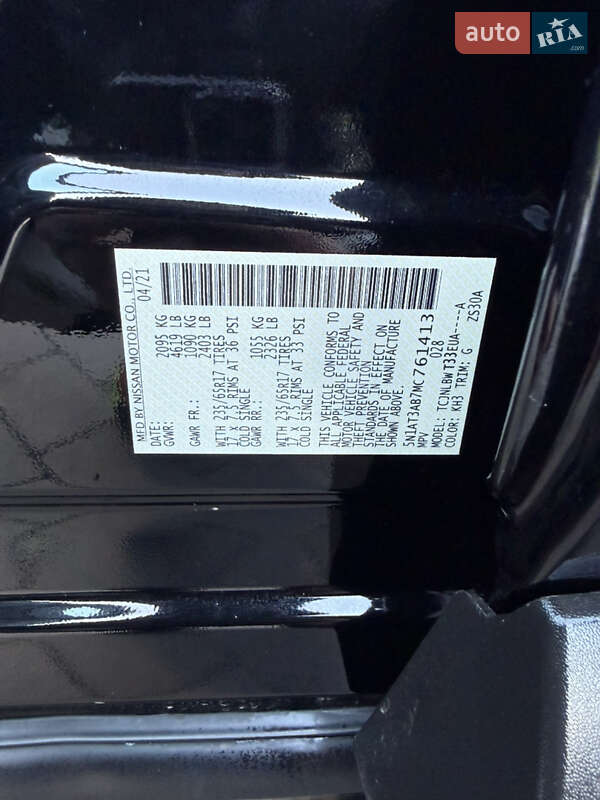 auto RIA.com
MFD BY NISSAN MOTOR CO., LTD.
DATE: 04/21
GVWR: 2095 KG
4619 LB
GAWR FR.: 1090 KG
2403 LB
WITH 235/65R17 TIRES
17 X 7.5 RIMS AT 36 PSI
COLD SINGLE
GAWR RR.: 1055 KG
2326 LB
WITH 235/65R17 TIRES
17 X 7.5 RIMS AT 33 PSI
COLD SINGLE
THIS VEHICLE CONFORMS TO
ALL APPLICABLE FEDERAL
MOTOR VEHICLE SAFETY AND
THEFT PREVENTION
STANDARDS IN EFFECT ON
THE DATE OF MANUFACTURE
SHOWN ABOVE.
5N1AT3AB7MC761413
MPV 028
MODEL: TCJNLBWT33EUA-----A
COLOR: KH3 TRIM: G ZS30A